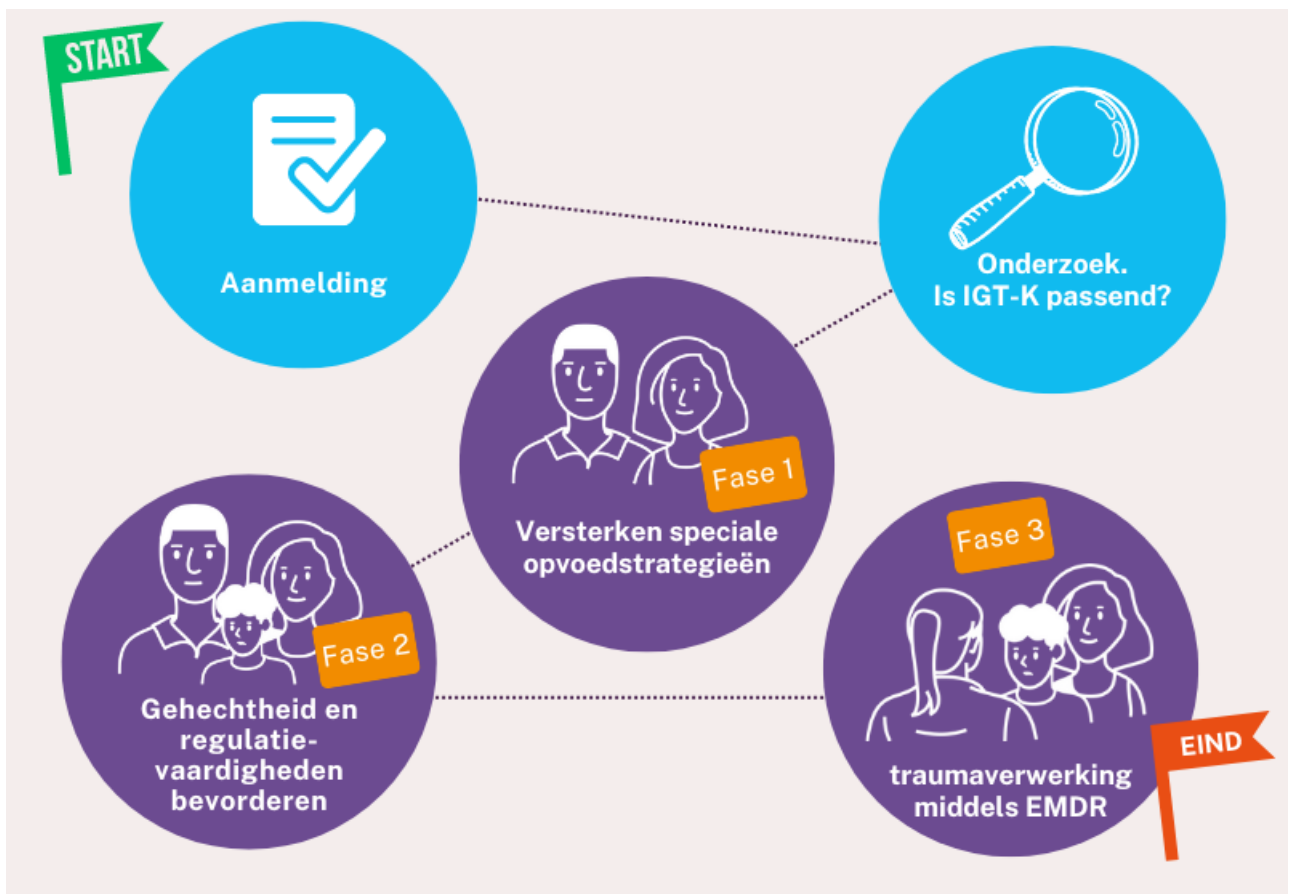 START
Aanmelding
Onderzoek.
Is IGT-K passend?
Fase 1
Versterken speciale
opvoedstrategieën
Fase 2
Gehechtheid en
regulatie-
vaardigheden
bevorderen
Fase 3
traumaverwerking
middels EMDR
EIND